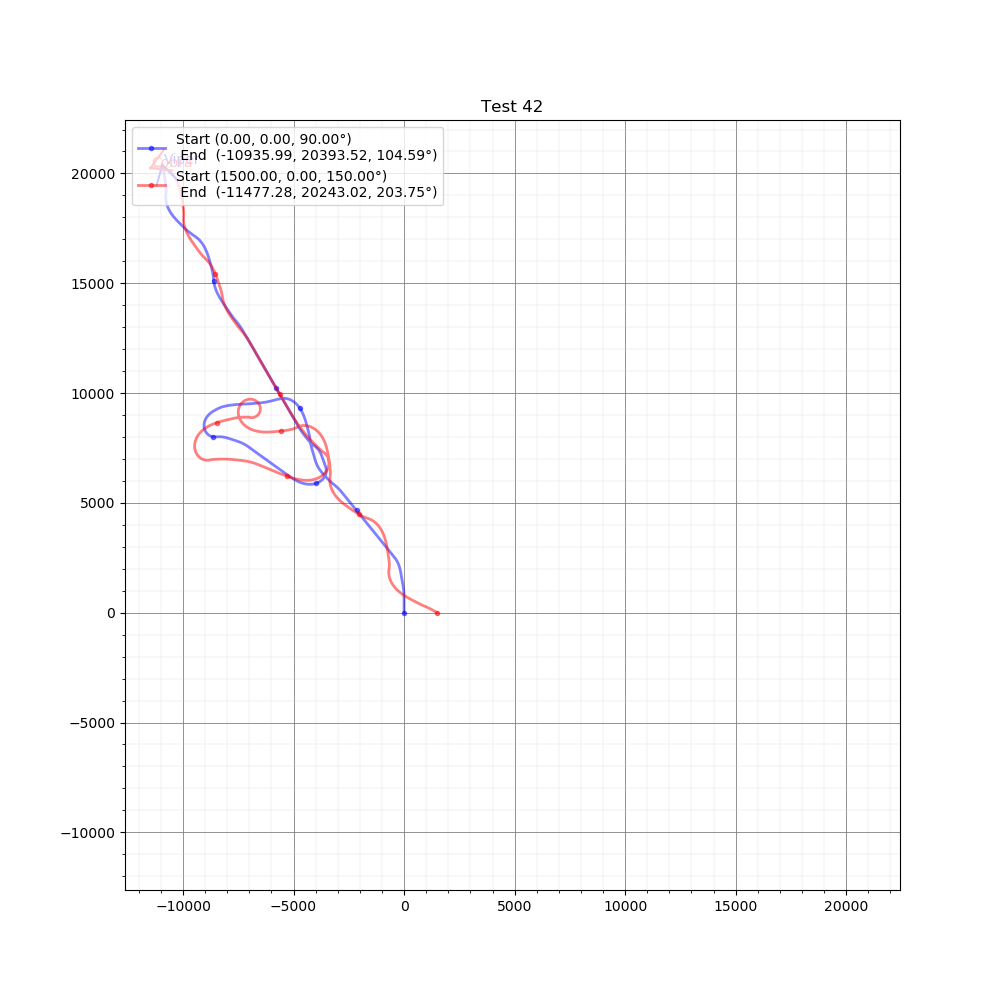 Test 42
Start (0.00, 0.00, 90.00°)
End (-10935.99, 20393.52, 104.59°)
Start (1500.00, 0.00, 150.00°)
End (-11477.28, 20243.02, 203.75°)
20000
15000
10000
5000
0
−5000
−10000
−10000 −5000 0 5000 10000 15000 20000